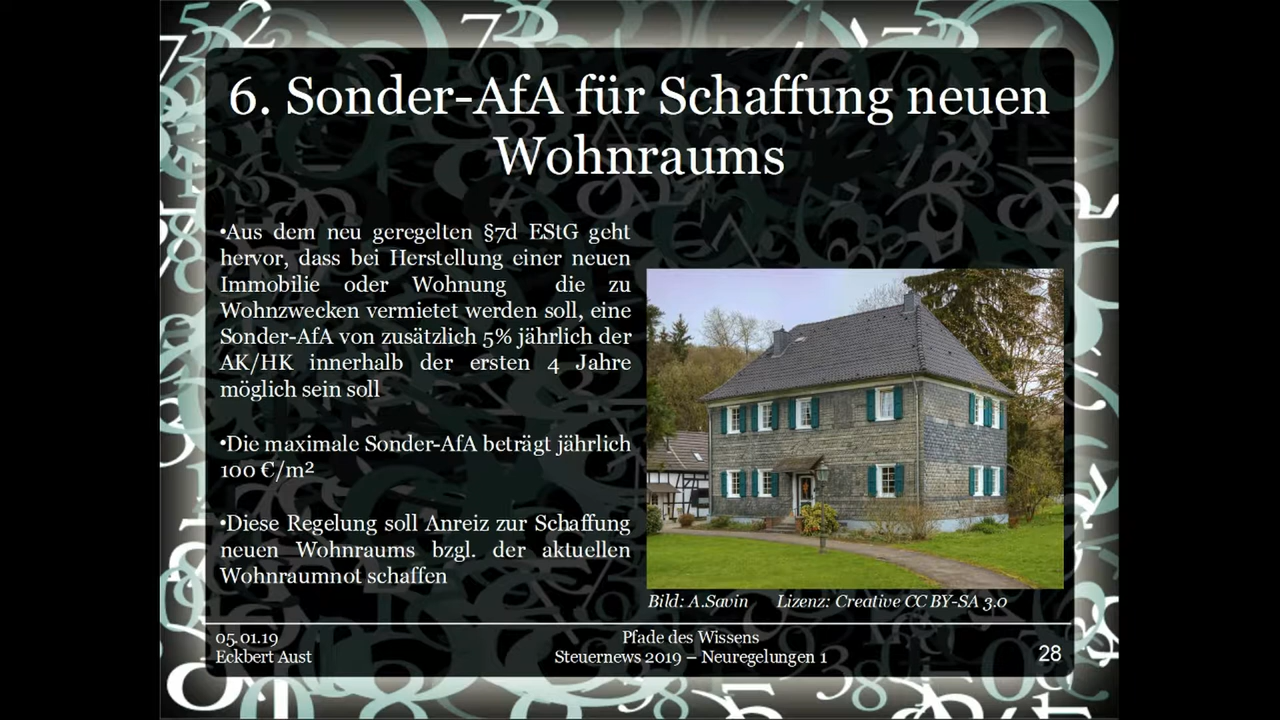 6. Sonder-AfA für Schaffung neuen
Wohnraums
•Aus dem neu geregelten §7d EStG geht
hervor, dass bei Herstellung einer neuen
Immobilie oder Wohnung die zu
Wohnzwecken vermietet werden soll, eine
Sonder-AfA von zusätzlich 5% jährlich der
AK/HK innerhalb der ersten 4 Jahre
möglich sein soll
•Die maximale Sonder-AfA beträgt jährlich
100 €/m²
•Diese Regelung soll Anreiz zur Schaffung
neuen Wohnraums bzgl. der aktuellen
Wohnraumnot schaffen
Bild: A.Savin Lizenz: Creative CC BY-SA 3.0
05.01.19
Eckbert Aust
Pfade des Wissens
Steuernews 2019 – Neuregelungen 1
28